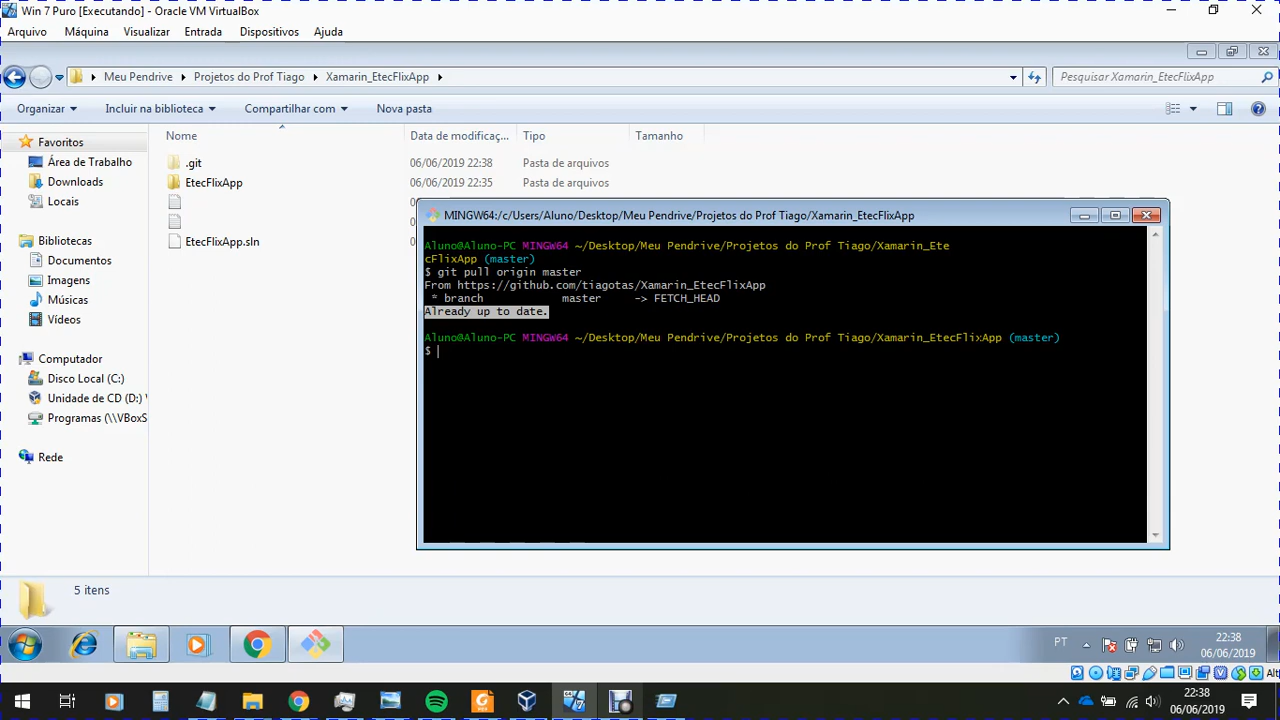 Win 7 Puro [Executando] - Oracle VM VirtualBox
Arquivo Máquina Visualizar Entrada Dispositivos Ajuda
Meu Pendrive Projetos do Prof Tiago Xamarin_EtecFlixApp
Pesquisar Xamarin_EtecFlixApp
Organizar Incluir na biblioteca Compartilhar com Nova pasta
Nome Data de modificaç... Tipo Tamanho
.git 06/06/2019 22:38 Pasta de arquivos
EtecFlixApp 06/06/2019 22:35 Pasta de arquivos
EtecFlixApp.sln
Favoritos
Área de Trabalho
Downloads
Locais
Bibliotecas
Documentos
Imagens
Músicas
Vídeos
Computador
Disco Local (C:)
Unidade de CD (D:) V
Programas (\\VBoxS
Rede
MINGW64:/c/Users/Aluno/Desktop/Meu Pendrive/Projetos do Prof Tiago/Xamarin_EtecFlixApp
Aluno@Aluno-PC MINGW64 ~/Desktop/Meu Pendrive/Projetos do Prof Tiago/Xamarin_Ete
cFlixApp (master)
$ git pull origin master
From https://github.com/tiagotas/Xamarin_EtecFlixApp
* branch master -> FETCH_HEAD
Already up to date.
Aluno@Aluno-PC MINGW64 ~/Desktop/Meu Pendrive/Projetos do Prof Tiago/Xamarin_EtecFlixApp (master)
$
5 itens
PT
22:38
06/06/2019
Alt
22:38
06/06/2019